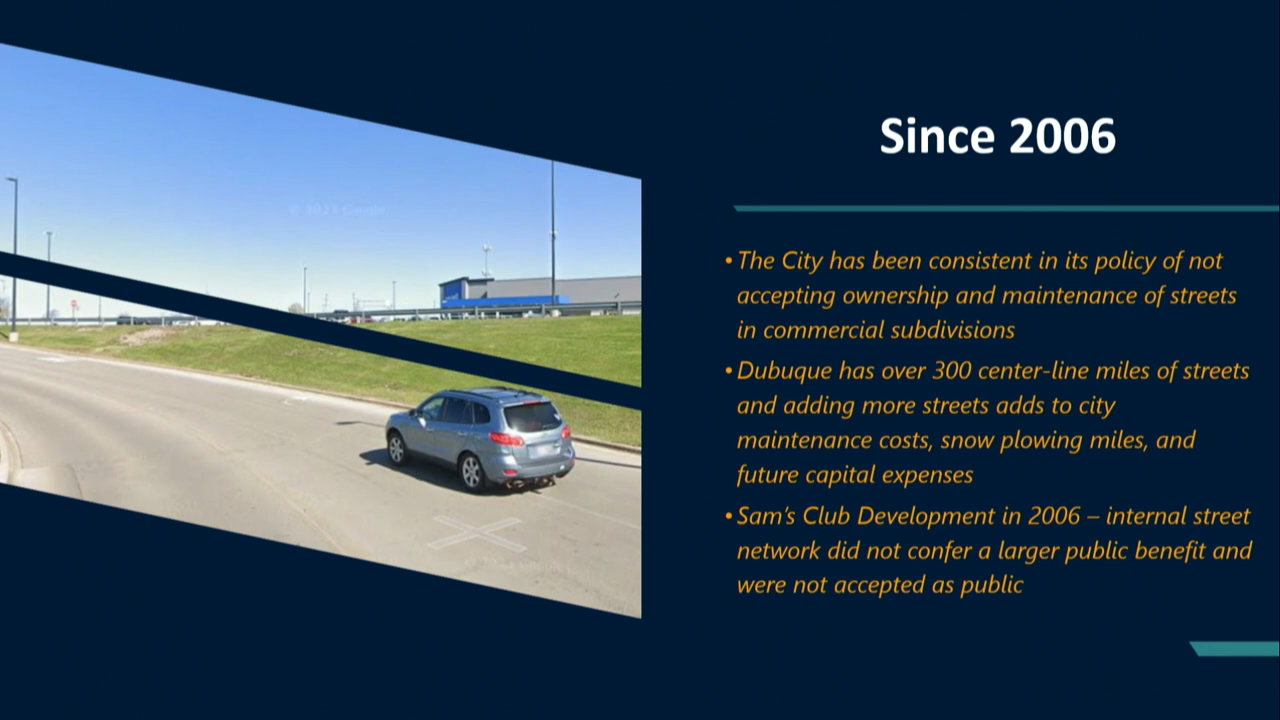 © 2023 Google
Since 2006
• The City has been consistent in its policy of not
accepting ownership and maintenance of streets
in commercial subdivisions
• Dubuque has over 300 center-line miles of streets
and adding more streets adds to city
maintenance costs, snow plowing miles, and
future capital expenses
• Sam's Club Development in 2006 – internal street
network did not confer a larger public benefit and
were not accepted as public